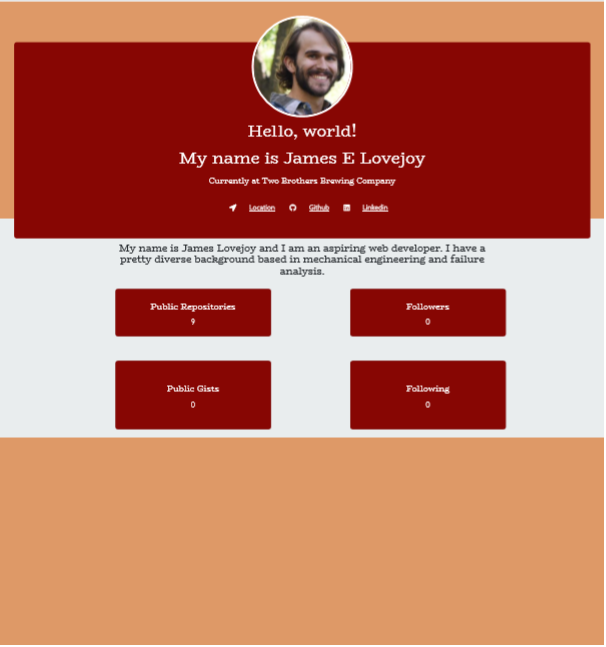 Hello, world!
My name is James E Lovejoy
Currently at Two Brothers Brewing Company
Location Github Linkedin
My name is James Lovejoy and I am an aspiring web developer. I have a
pretty diverse background based in mechanical engineering and failure
analysis.
Public Repositories
9
Followers
0
Public Gists
0
Following
0